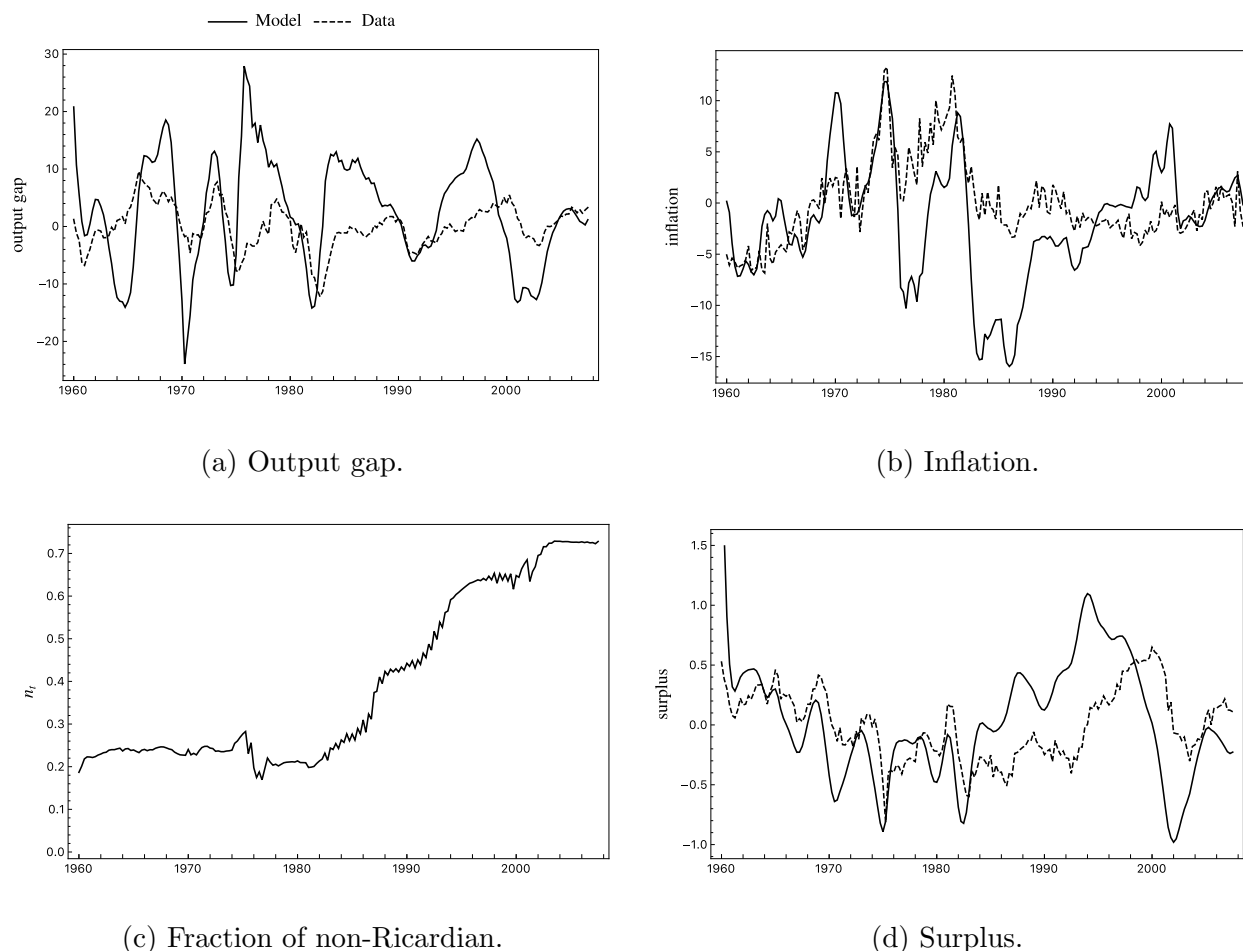 Model Data
30
20
10
0
−10
−20
output gap
1960 1970 1980 1990 2000
(a) Output gap.
10
5
0
−5
−10
−15
inflation
1960 1970 1980 1990 2000
(b) Inflation.
0.7
0.6
0.5
0.4
0.3
0.2
0.1
0.0
nₜ
1960 1970 1980 1990 2000
(c) Fraction of non-Ricardian.
1.5
1.0
0.5
0.0
−0.5
−1.0
surplus
1960 1970 1980 1990 2000
(d) Surplus.